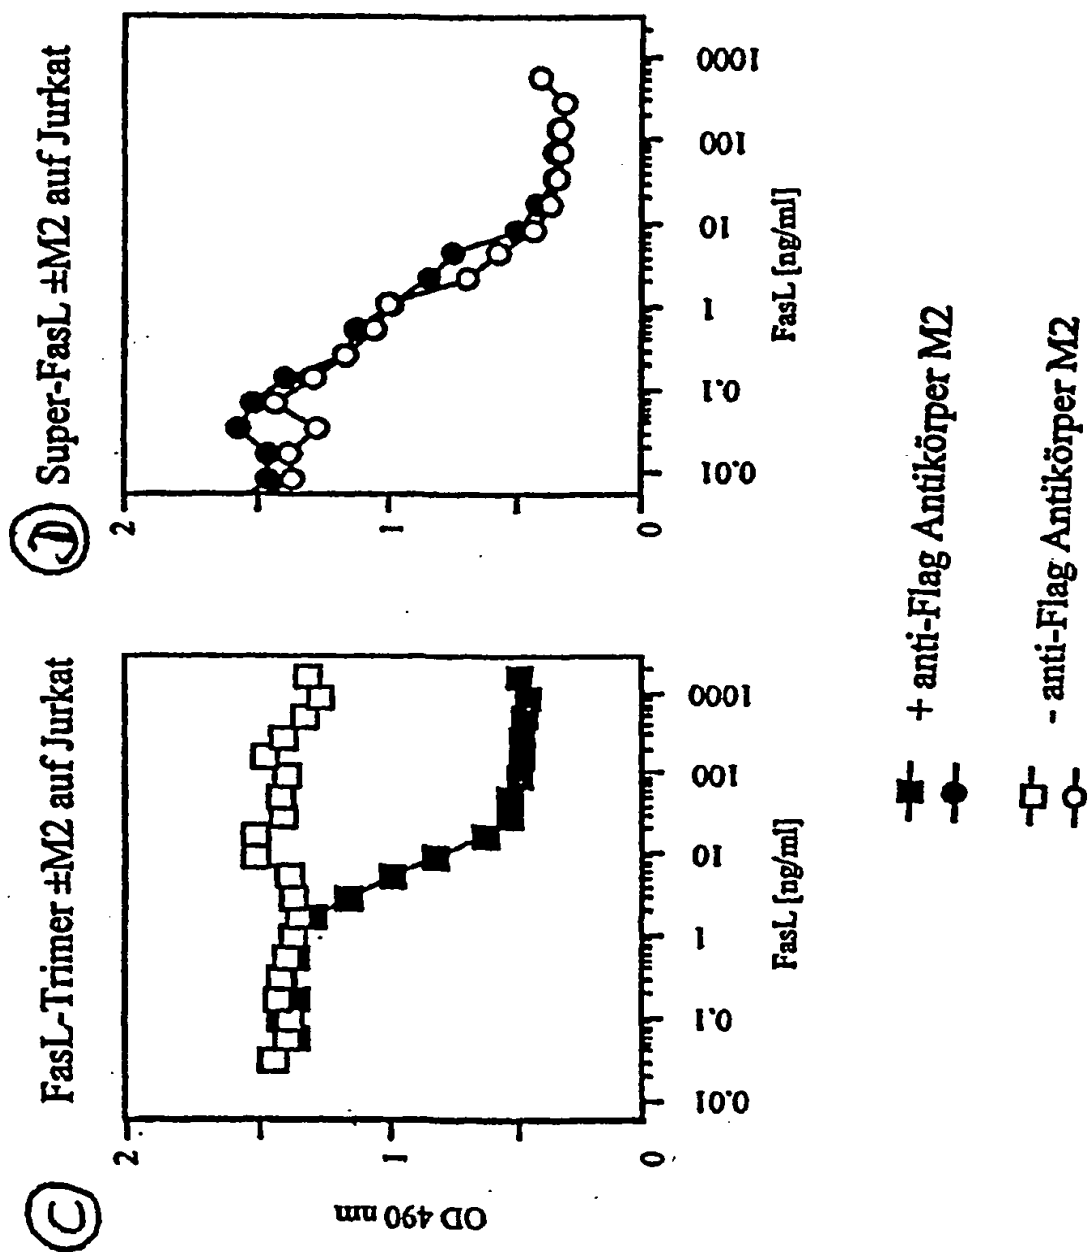 C
FasL-Trimer ±M2 auf Jurkat
OD 490 nm
2
1
0
0.01
0.1
1
10
100
1000
FasL [ng/ml]
D
Super-FasL ±M2 auf Jurkat
2
1
0
0.01
0.1
1
10
100
1000
FasL [ng/ml]
+ anti-Flag Antikörper M2
- anti-Flag Antikörper M2